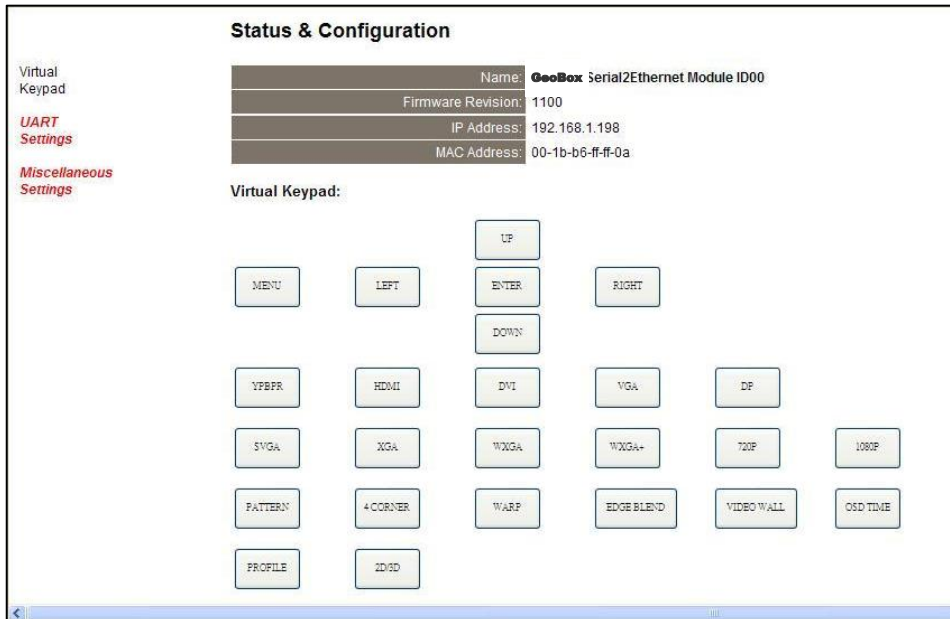 Status & Configuration
Virtual
Keypad
UART
Settings
Miscellaneous
Settings
Name: GeoBox Serial2Ethernet Module ID00
Firmware Revision: 1100
IP Address: 192.168.1.198
MAC Address: 00-1b-b6-ff-ff-0a
Virtual Keypad:
UP
MENU LEFT ENTER RIGHT
DOWN
YPBPR HDMI DVI VGA DP
SVGA XGA WXGA WXGA+ 720P 1080P
PATTERN 4 CORNER WARP EDGE BLEND VIDEO WALL OSD TIME
PROFILE 2D/3D